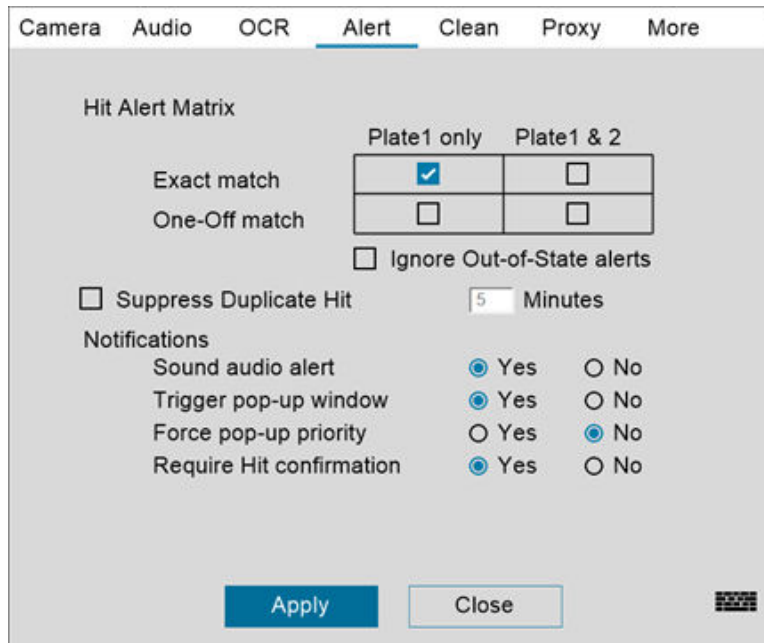 Camera Audio OCR Alert Clean Proxy More
Hit Alert Matrix
Plate1 only Plate1 & 2
Exact match
One-Off match
Ignore Out-of-State alerts
Suppress Duplicate Hit 5 Minutes
Notifications
Sound audio alert Yes No
Trigger pop-up window Yes No
Force pop-up priority Yes No
Require Hit confirmation Yes No
Apply Close